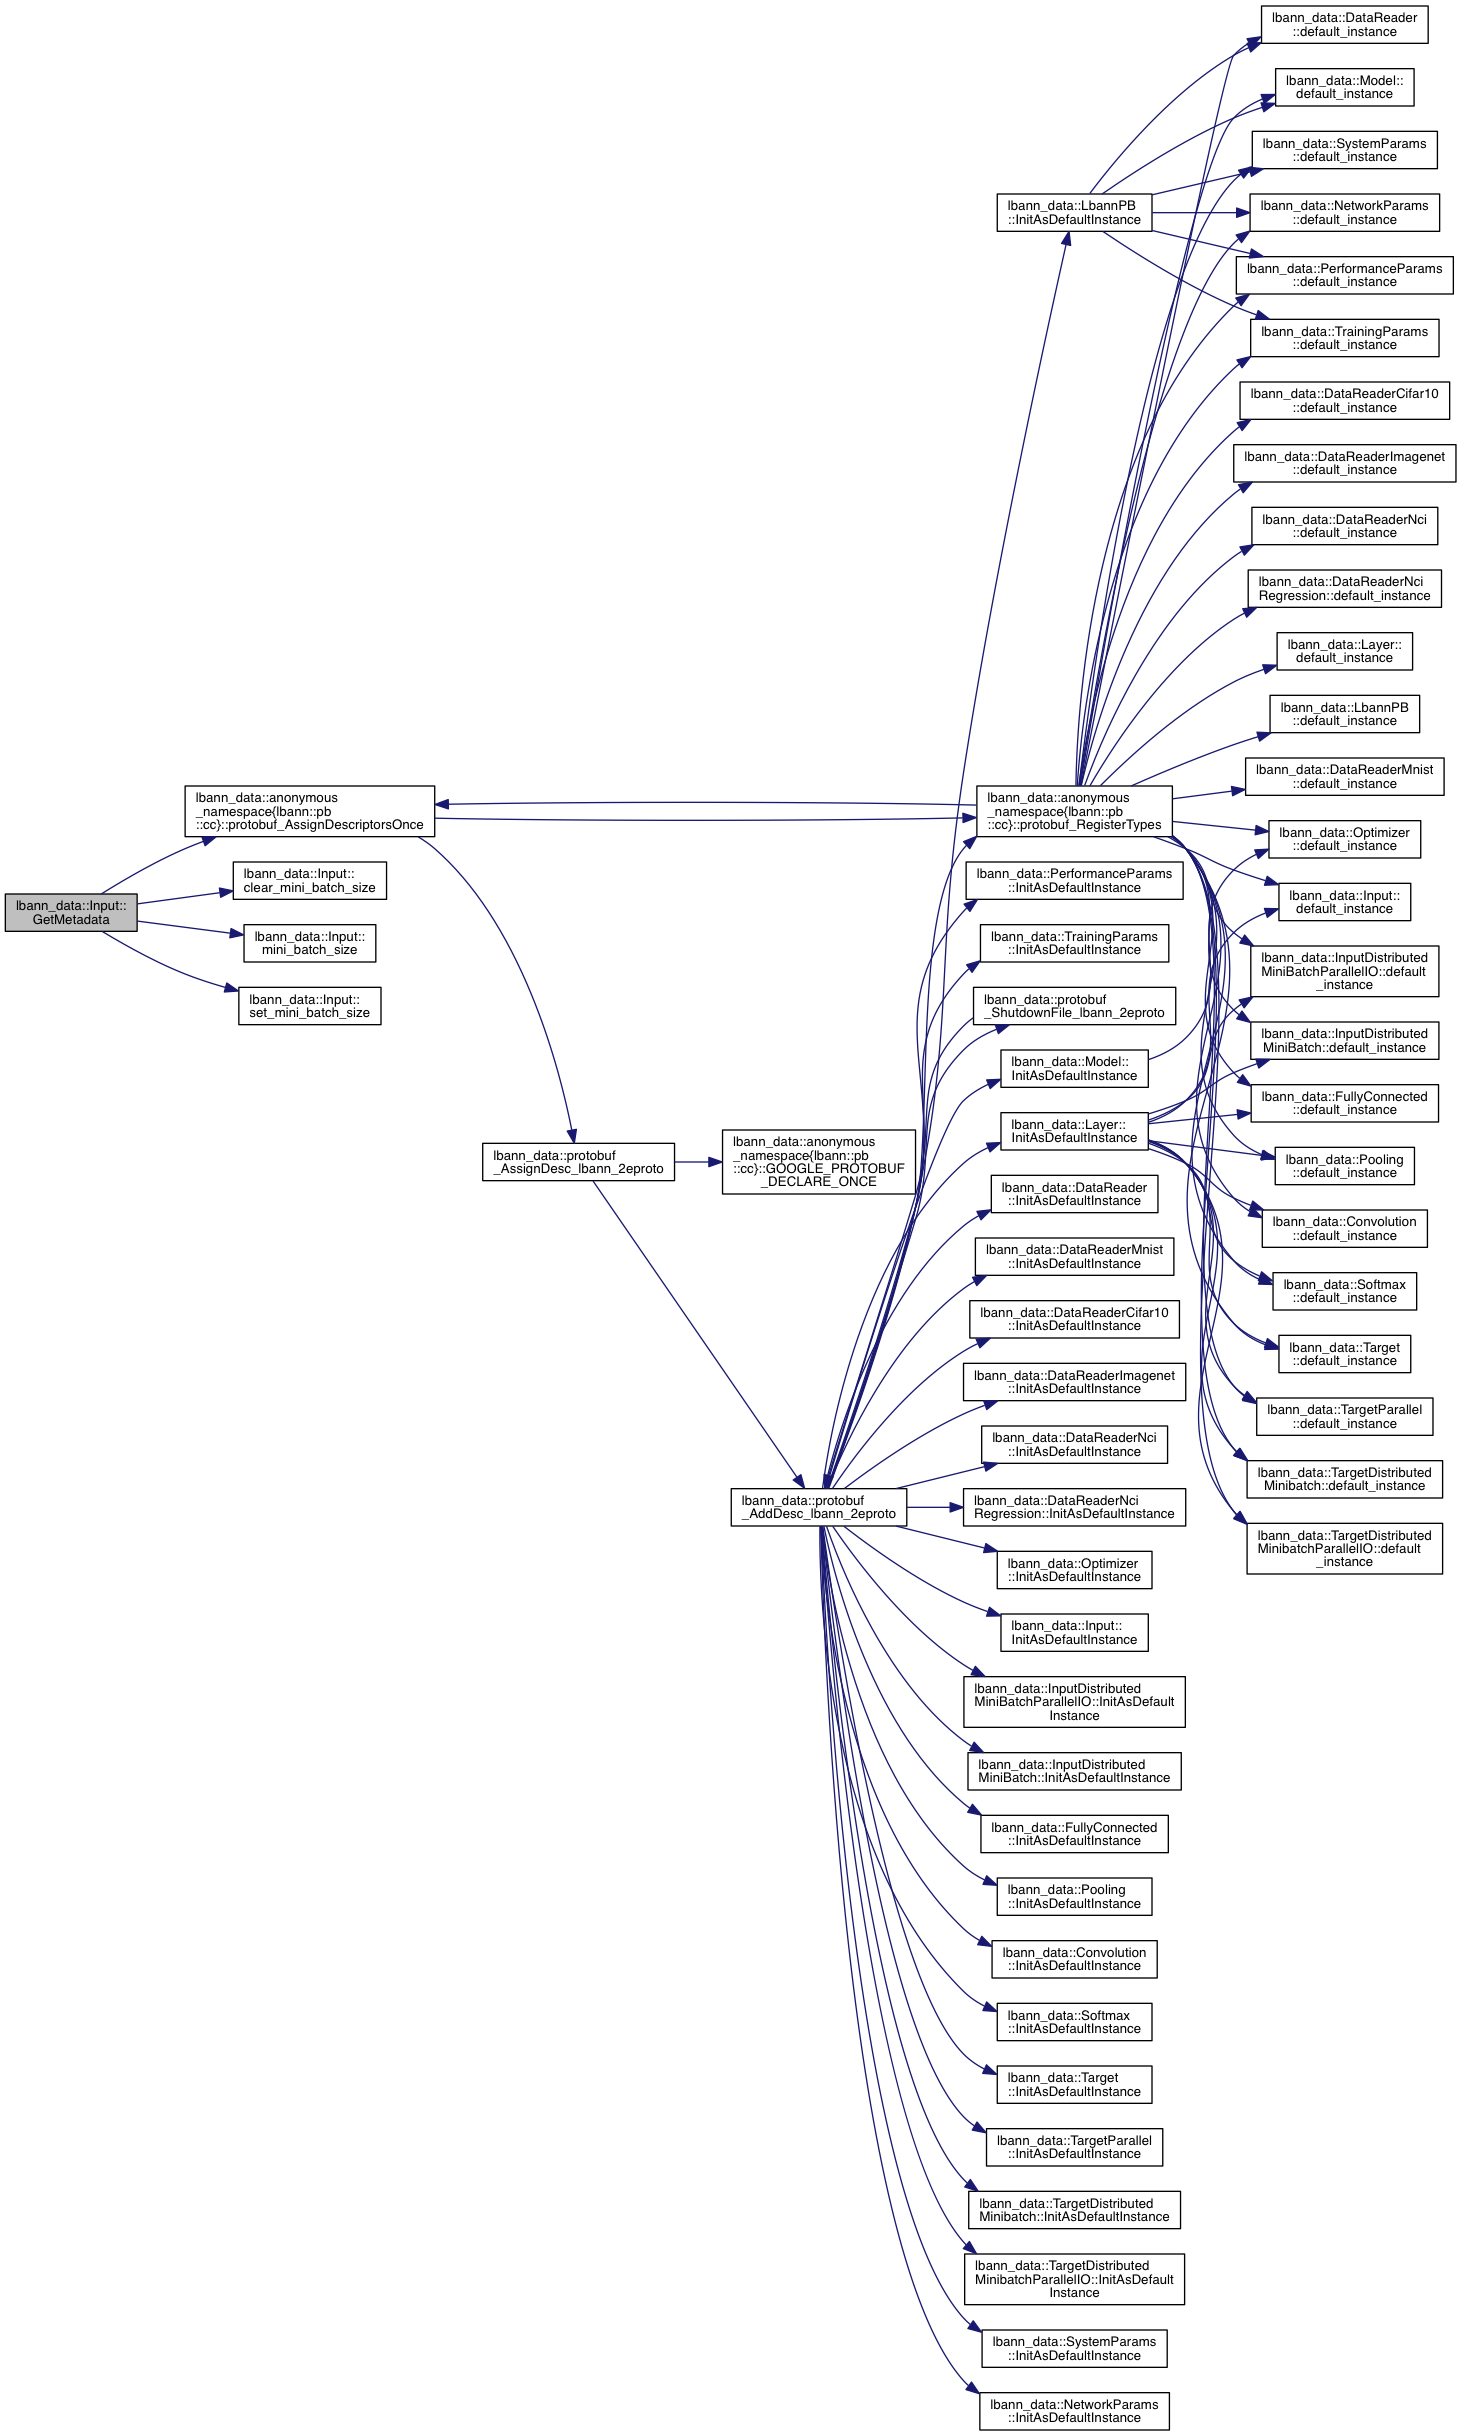 lbann_data::Input::
GetMetadata
lbann_data::anonymous
_namespace{lbann::pb
::cc}::protobuf_AssignDescriptorsOnce
lbann_data::Input::
clear_mini_batch_size
lbann_data::Input::
mini_batch_size
lbann_data::Input::
set_mini_batch_size
lbann_data::protobuf
_AssignDesc_lbann_2eproto
lbann_data::anonymous
_namespace{lbann::pb
::cc}::GOOGLE_PROTOBUF
_DECLARE_ONCE
lbann_data::protobuf
_AddDesc_lbann_2eproto
lbann_data::LbannPB
::InitAsDefaultInstance
lbann_data::anonymous
_namespace{lbann::pb
::cc}::protobuf_RegisterTypes
lbann_data::PerformanceParams
::InitAsDefaultInstance
lbann_data::TrainingParams
::InitAsDefaultInstance
lbann_data::protobuf
_ShutdownFile_lbann_2eproto
lbann_data::Model::
InitAsDefaultInstance
lbann_data::Layer::
InitAsDefaultInstance
lbann_data::DataReader
::InitAsDefaultInstance
lbann_data::DataReaderMnist
::InitAsDefaultInstance
lbann_data::DataReaderCifar10
::InitAsDefaultInstance
lbann_data::DataReaderImagenet
::InitAsDefaultInstance
lbann_data::DataReaderNci
::InitAsDefaultInstance
lbann_data::DataReaderNci
Regression::InitAsDefaultInstance
lbann_data::Optimizer
::InitAsDefaultInstance
lbann_data::Input::
InitAsDefaultInstance
lbann_data::InputDistributed
MiniBatchParallelIO::InitAsDefault
Instance
lbann_data::InputDistributed
MiniBatch::InitAsDefaultInstance
lbann_data::FullyConnected
::InitAsDefaultInstance
lbann_data::Pooling
::InitAsDefaultInstance
lbann_data::Convolution
::InitAsDefaultInstance
lbann_data::Softmax
::InitAsDefaultInstance
lbann_data::Target
::InitAsDefaultInstance
lbann_data::TargetParallel
::InitAsDefaultInstance
lbann_data::TargetDistributed
Minibatch::InitAsDefaultInstance
lbann_data::TargetDistributed
MinibatchParallelIO::InitAsDefault
Instance
lbann_data::SystemParams
::InitAsDefaultInstance
lbann_data::NetworkParams
::InitAsDefaultInstance
lbann_data::DataReader
::default_instance
lbann_data::Model::
default_instance
lbann_data::SystemParams
::default_instance
lbann_data::NetworkParams
::default_instance
lbann_data::PerformanceParams
::default_instance
lbann_data::TrainingParams
::default_instance
lbann_data::DataReaderCifar10
::default_instance
lbann_data::DataReaderImagenet
::default_instance
lbann_data::DataReaderNci
::default_instance
lbann_data::DataReaderNci
Regression::default_instance
lbann_data::Layer::
default_instance
lbann_data::LbannPB
::default_instance
lbann_data::DataReaderMnist
::default_instance
lbann_data::Optimizer
::default_instance
lbann_data::Input::
default_instance
lbann_data::InputDistributed
MiniBatchParallelIO::default
_instance
lbann_data::InputDistributed
MiniBatch::default_instance
lbann_data::FullyConnected
::default_instance
lbann_data::Pooling
::default_instance
lbann_data::Convolution
::default_instance
lbann_data::Softmax
::default_instance
lbann_data::Target
::default_instance
lbann_data::TargetParallel
::default_instance
lbann_data::TargetDistributed
Minibatch::default_instance
lbann_data::TargetDistributed
MinibatchParallelIO::default
_instance